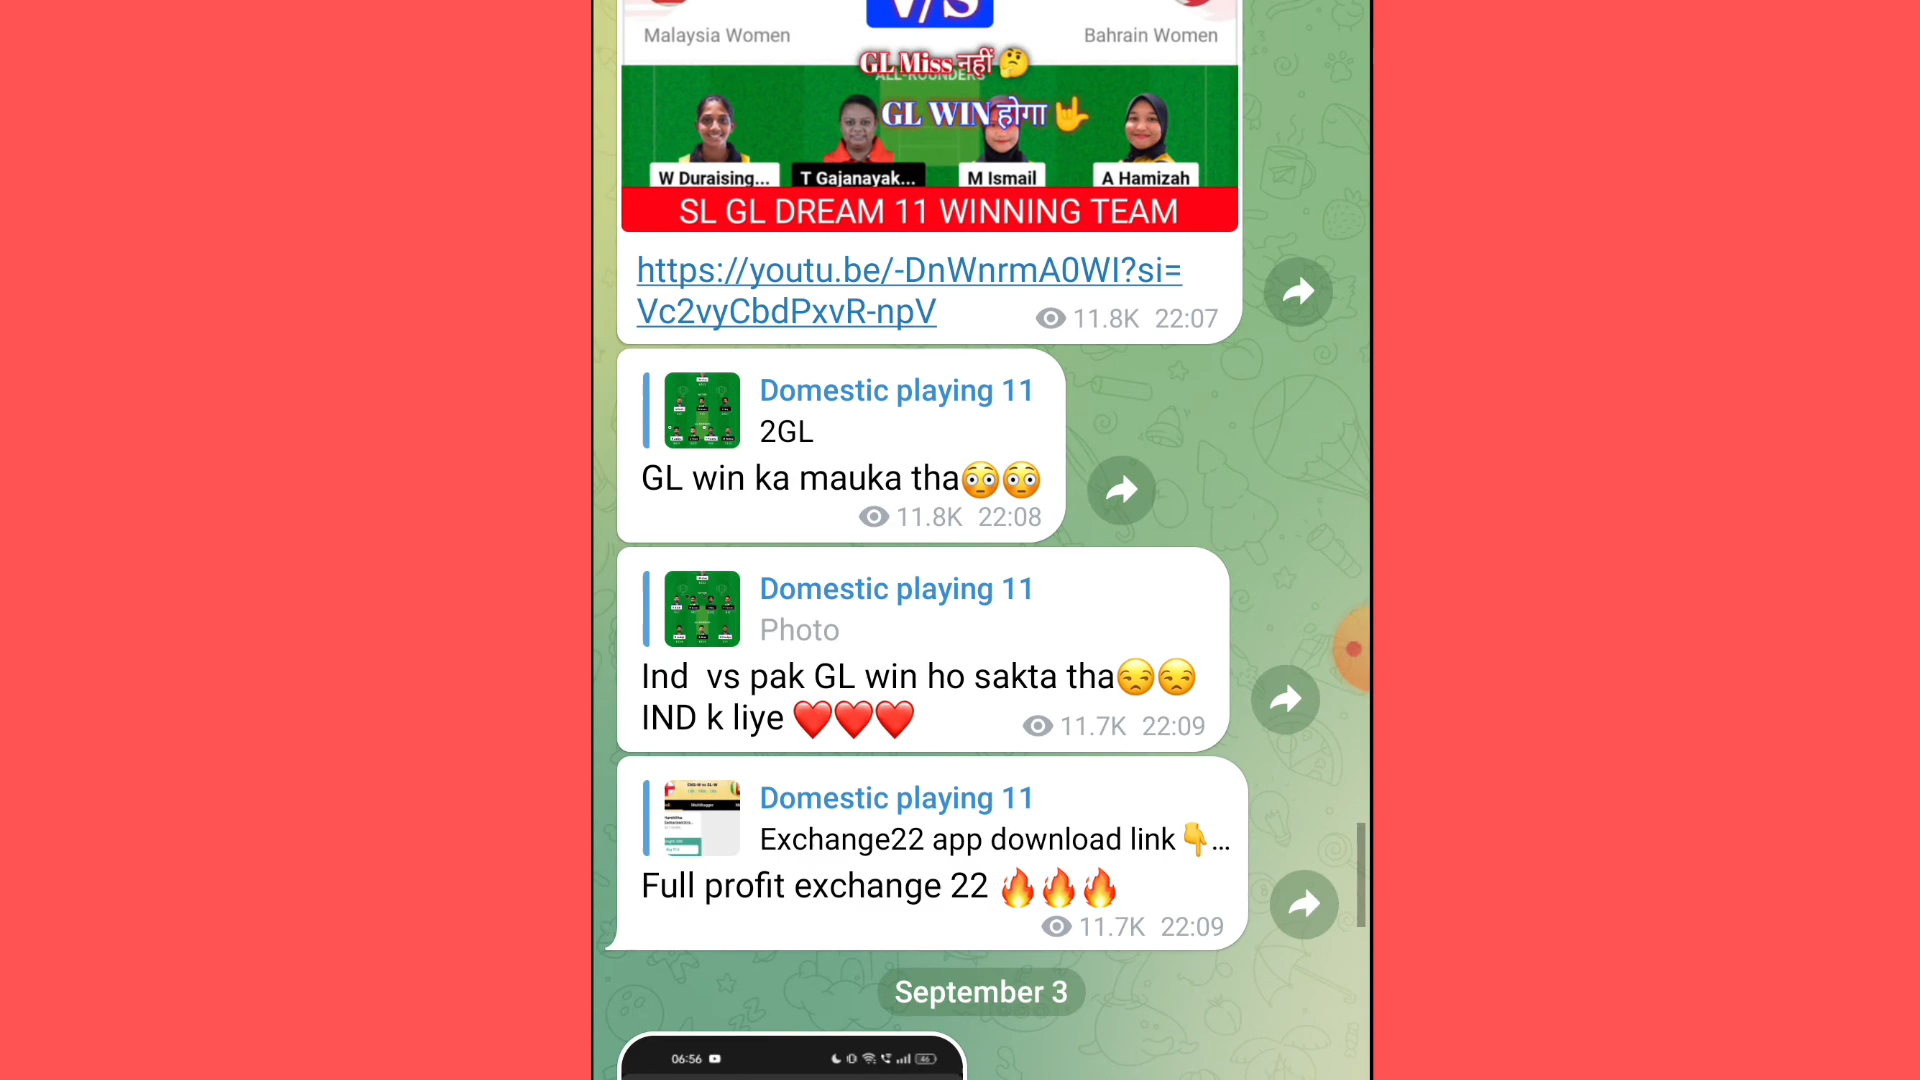 V/S
Malaysia Women
Bahrain Women
GL Miss नहीं🤔
ALL-ROUNDERS
GL WIN होगा 🤟
W Duraising...
T Gajanayak...
M Ismail
A Hamizah
SL GL DREAM 11 WINNING TEAM
https://youtu.be/-DnWnrmA0WI?si=
Vc2vyCbdPxvR-npV
11.8K 22:07
Domestic playing 11
2GL
GL win ka mauka tha😳😳
11.8K 22:08
Domestic playing 11
Photo
Ind  vs pak GL win ho sakta tha😒😒
IND k liye ❤️❤️❤️
11.7K 22:09
Domestic playing 11
Exchange22 app download link👇...
Full profit exchange 22 🔥🔥🔥
11.7K 22:09
September 3
06:56
46